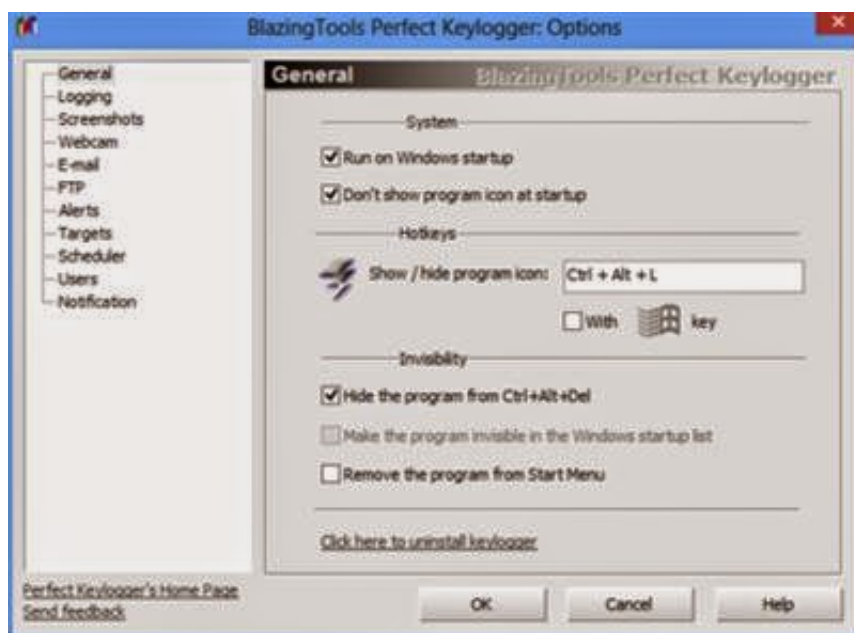 BlazingTools Perfect Keylogger: Options
General
Logging
Screenshots
Webcam
E-mail
FTP
Alerts
Targets
Scheduler
Users
Notification
General BlazingTools Perfect Keylogger
System
Run on Windows startup
Don't show program icon at startup
Hotkeys
Show / hide program icon: Ctrl + Alt + L
With key
Invisibility
Hide the program from Ctrl+Alt+Del
Make the program invisible in the Windows startup list
Remove the program from Start Menu
Click here to uninstall keylogger
Perfect Keylogger's Home Page
Send feedback
OK Cancel Help